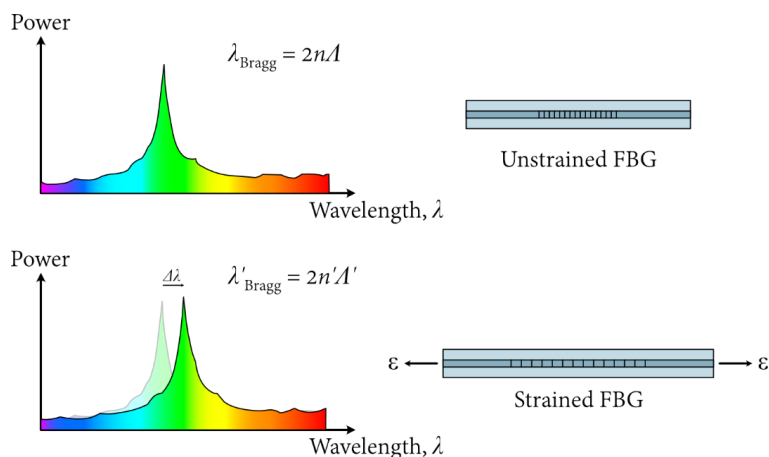 Power
λBragg = 2nΛ
Unstrained FBG
Wavelength, λ
Power
Δλ
λ'Bragg = 2n'Λ'
ε
ε
Strained FBG
Wavelength, λ